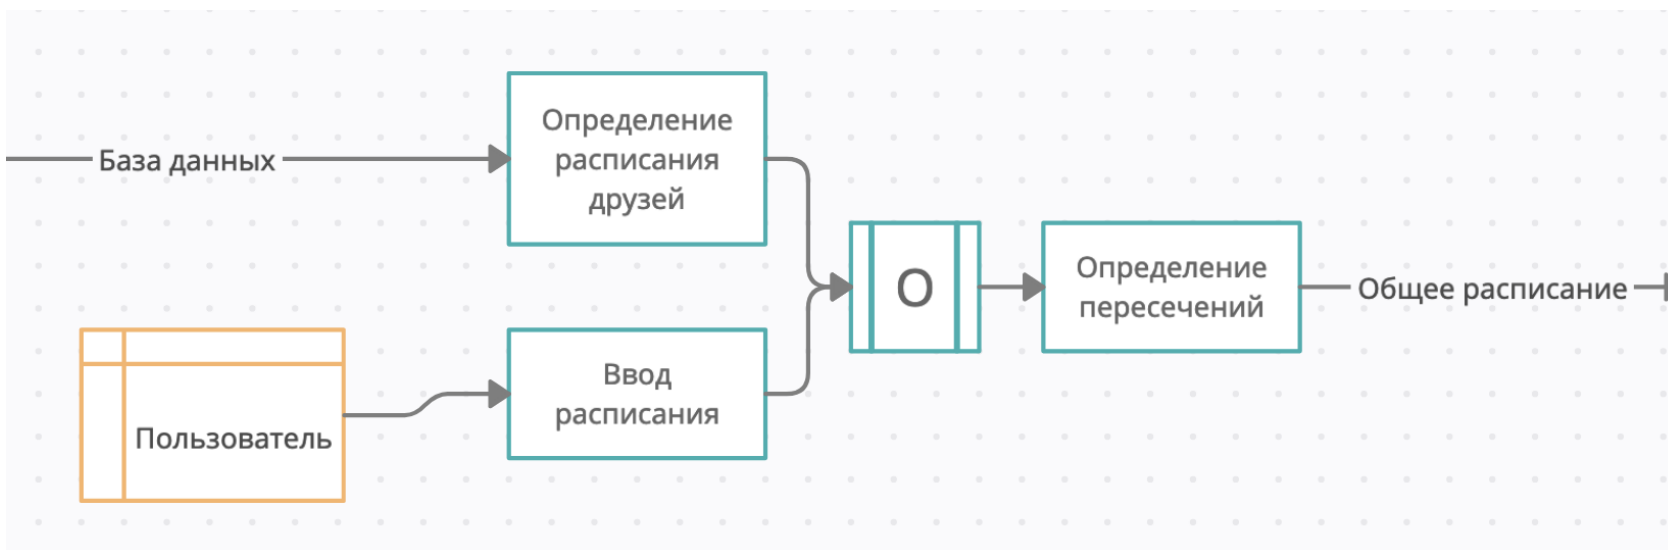 База данных
Определение
расписания
друзей
Пользователь
Ввод
расписания
O
Определение
пересечений
Общее расписание